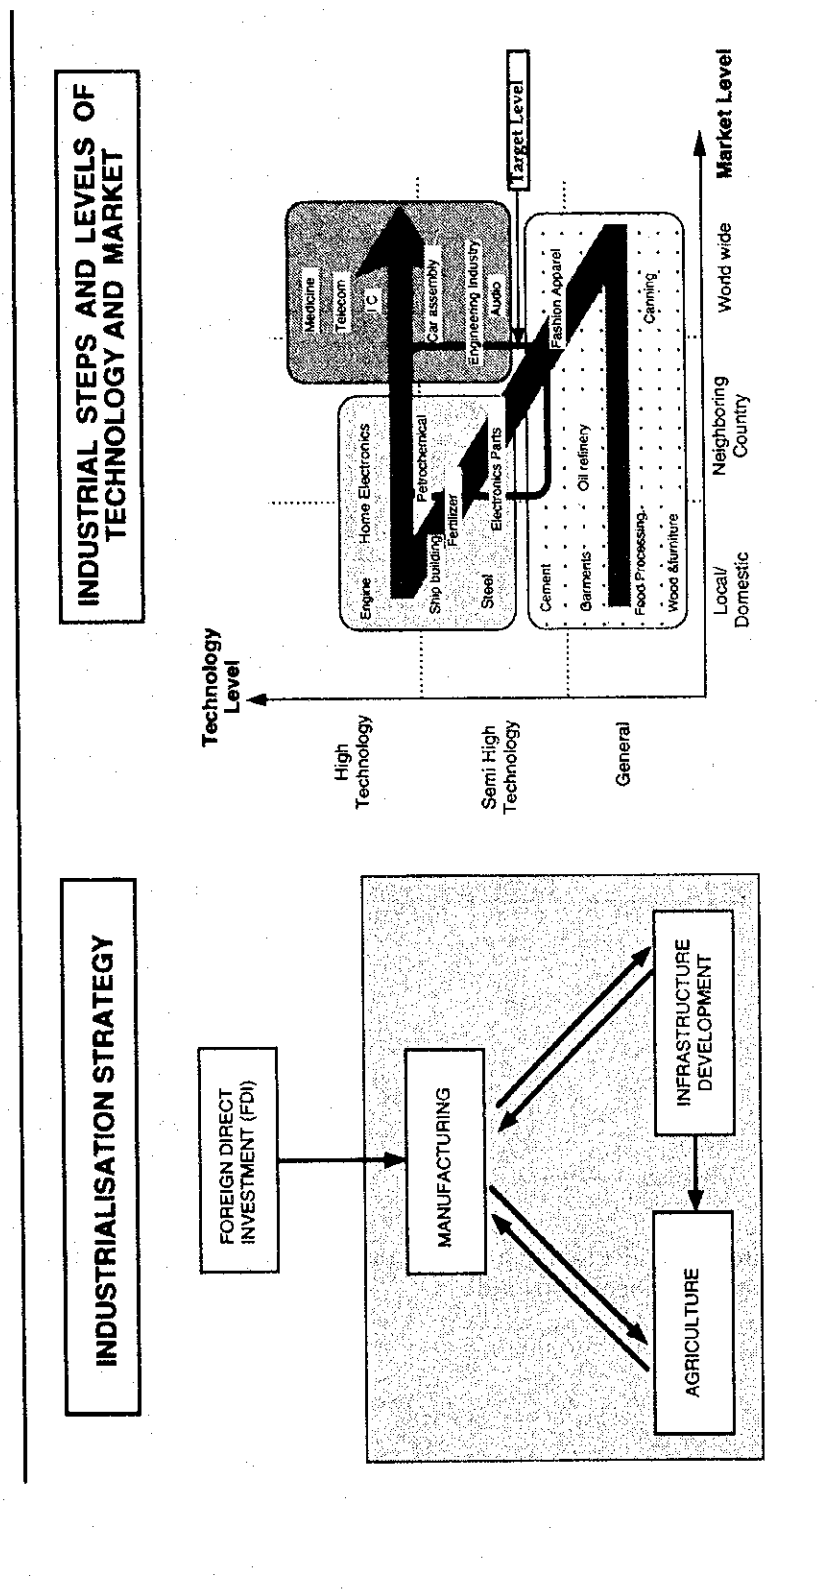 INDUSTRIALISATION STRATEGY
FOREIGN DIRECT
INVESTMENT (FDI)
MANUFACTURING
AGRICULTURE
INFRASTRUCTURE
DEVELOPMENT
INDUSTRIAL STEPS AND LEVELS OF
TECHNOLOGY AND MARKET
Technology
Level
High
Technology
Semi High
Technology
General
Medicine
Telecom
I C
Engine
Home Electronics
Petrochemical
Car assembly
Ship building
Fertilizer
Engineering Industry
Steel
Electronics Parts
Audio
Target Level
Cement
Fashion Apparel
Garments
Oil refinery
Food Processing
Canning
Wood &furniture
Local/
Domestic
Neighboring
Country
World wide
Market Level